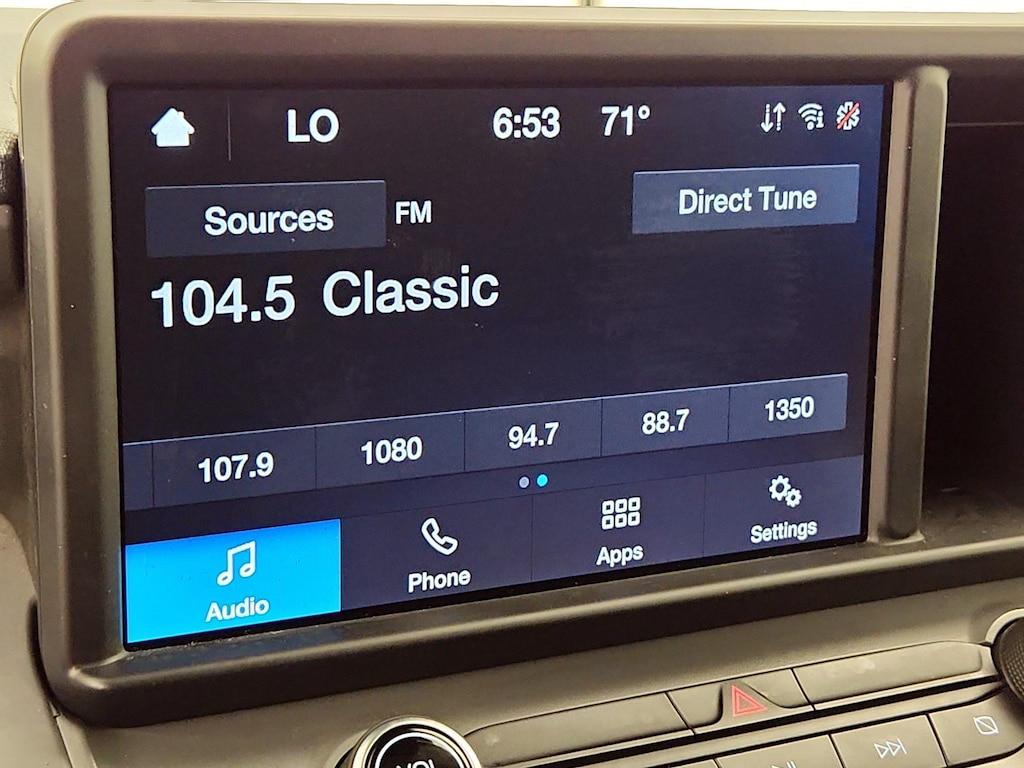 LO 6:53 71°
Sources FM Direct Tune
104.5 Classic
107.9 1080 94.7 88.7 1350
Audio Phone Apps Settings
VOL